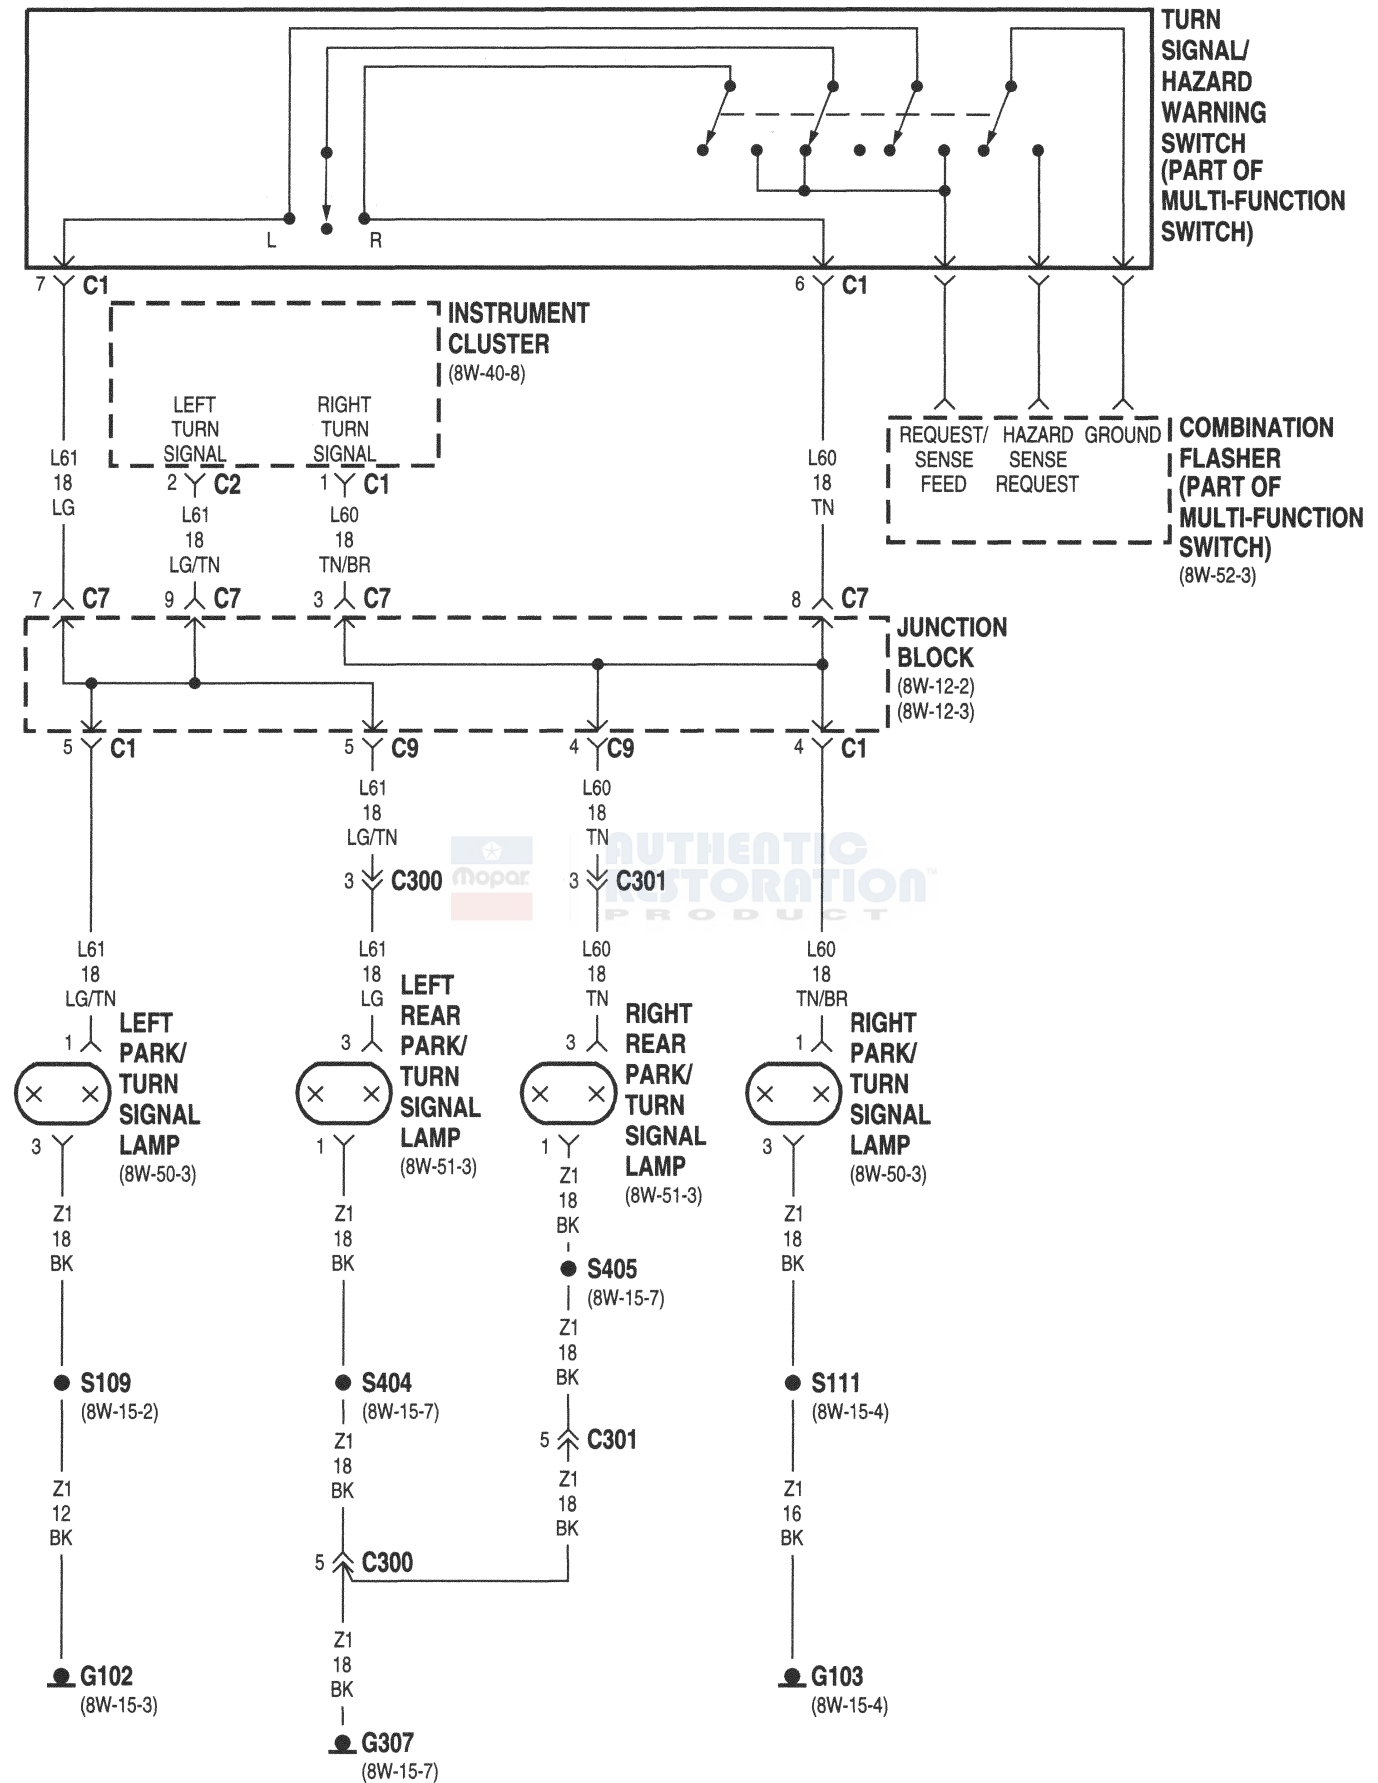 TURN
SIGNAL/
HAZARD
WARNING
SWITCH
(PART OF
MULTI-FUNCTION
SWITCH)
L
R
7
C1
6
C1
INSTRUMENT
CLUSTER
(8W-40-8)
LEFT
TURN
SIGNAL
RIGHT
TURN
SIGNAL
2
C2
1
C1
L61
18
LG
L61
18
LG/TN
L60
18
TN/BR
L60
18
TN
REQUEST/
SENSE
FEED
HAZARD
SENSE
REQUEST
GROUND
COMBINATION
FLASHER
(PART OF
MULTI-FUNCTION
SWITCH)
(8W-52-3)
7
C7
9
C7
3
C7
8
C7
JUNCTION
BLOCK
(8W-12-2)
(8W-12-3)
5
C1
5
C9
4
C9
4
C1
L61
18
LG/TN
L60
18
TN
Mopar
AUTHENTIC
RESTORATION™
PRODUCT
3
C300
3
C301
L61
18
LG/TN
L61
18
LG
L60
18
TN
L60
18
TN/BR
1
LEFT
PARK/
TURN
SIGNAL
LAMP
(8W-50-3)
3
3
LEFT
REAR
PARK/
TURN
SIGNAL
LAMP
(8W-51-3)
1
3
RIGHT
REAR
PARK/
TURN
SIGNAL
LAMP
(8W-51-3)
1
1
RIGHT
PARK/
TURN
SIGNAL
LAMP
(8W-50-3)
3
Z1
18
BK
Z1
18
BK
Z1
18
BK
Z1
18
BK
S405
(8W-15-7)
Z1
18
BK
S109
(8W-15-2)
S404
(8W-15-7)
S111
(8W-15-4)
5
C301
Z1
12
BK
Z1
18
BK
Z1
18
BK
Z1
16
BK
5
C300
Z1
18
BK
G102
(8W-15-3)
G103
(8W-15-4)
G307
(8W-15-7)